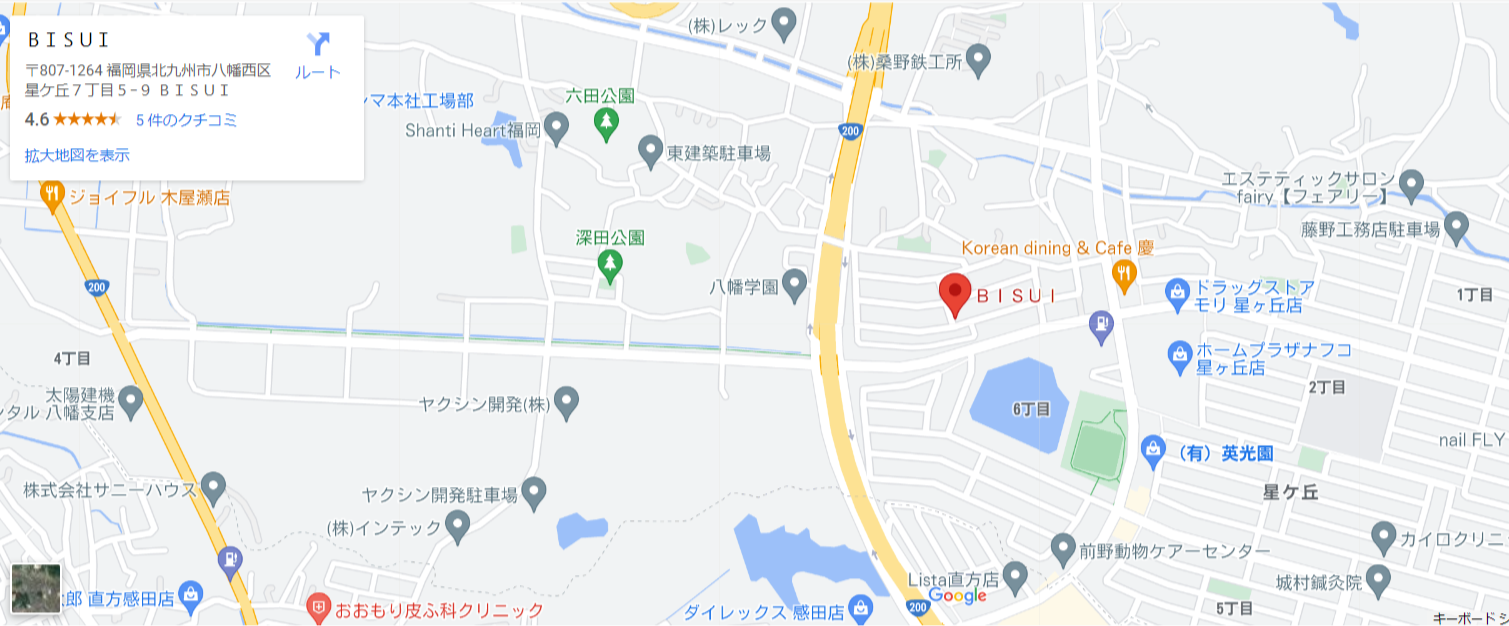 ＢＩＳＵＩ
〒807-1264 福岡県北九州市八幡西区
星ケ丘７丁目５−９ ＢＩＳＵＩ
ルート
4.6
5 件のクチコミ
拡大地図を表示
(株)レック
(株)桑野鉄工所
マ本社工場部
六田公園
Shanti Heart福岡
東建築駐車場
200
エステティックサロン
fairy【フェアリー】
ジョイフル 木屋瀬店
藤野工務店駐車場
深田公園
Korean dining & Cafe 慶
八幡学園
200
ＢＩＳＵＩ
ドラッグストア
モリ 星ヶ丘店
1丁目
4丁目
ホームプラザナフコ
星ヶ丘店
2丁目
太陽建機
ンタル 八幡支店
ヤクシン開発(株)
6丁目
nail FLY
（有）英光園
株式会社サニーハウス
ヤクシン開発駐車場
星ケ丘
(株)インテック
カイロクリニ
前野動物ケアーセンター
Lista直方店
城村鍼灸院
Google
郎 直方感田店
おおもり皮ふ科クリニック
ダイレックス 感田店
200
5丁目
キーボード シ